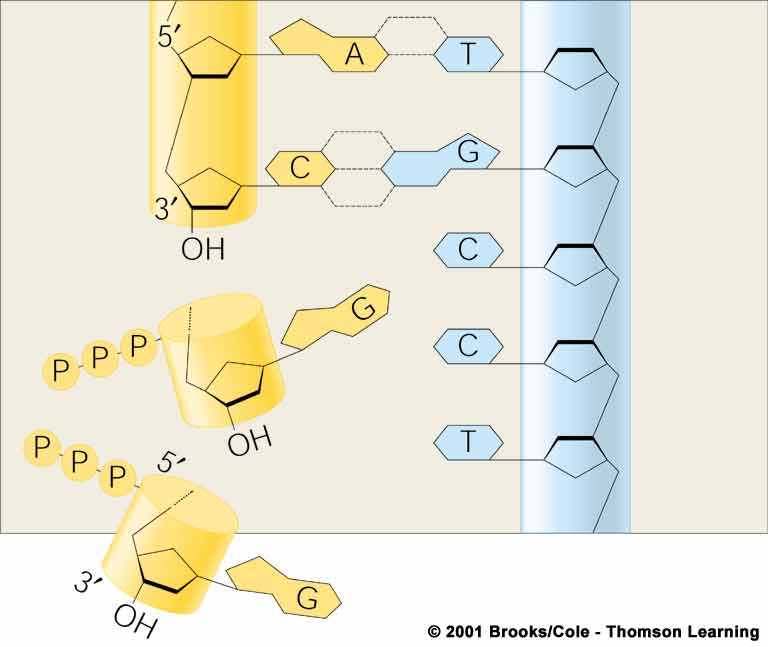 5′
A T
C G
3′
OH
C
G
P P P
C
OH
T
P P P
5′
3′
G
OH
© 2001 Brooks/Cole - Thomson Learning